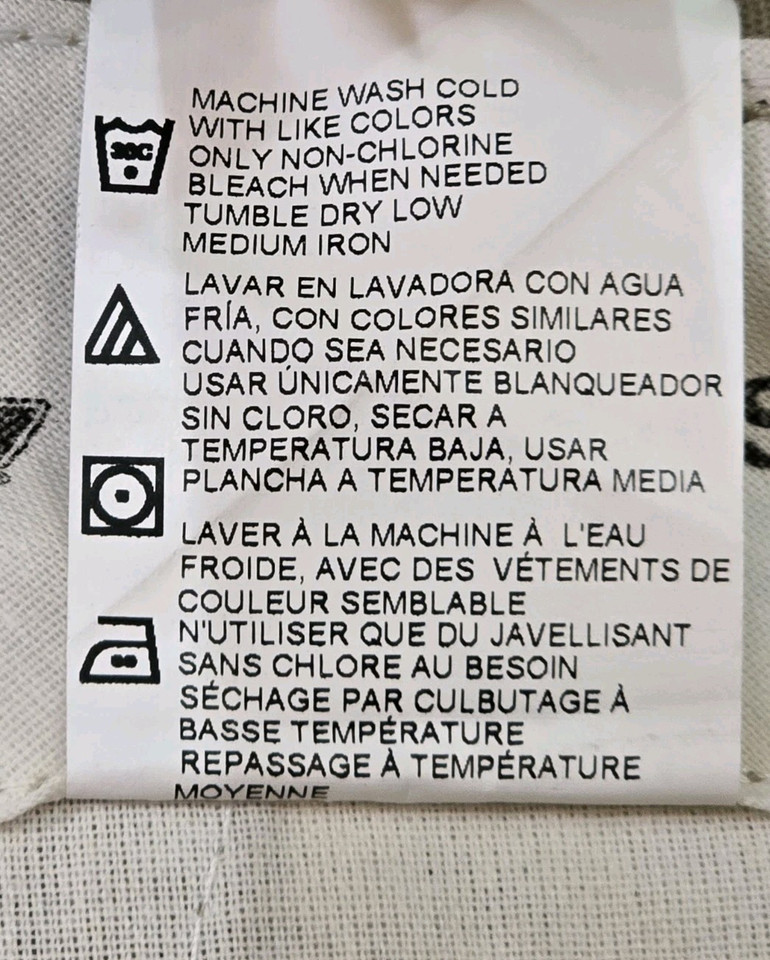 MACHINE WASH COLD
WITH LIKE COLORS
30C
ONLY NON-CHLORINE
BLEACH WHEN NEEDED
TUMBLE DRY LOW
MEDIUM IRON
LAVAR EN LAVADORA CON AGUA
FRÍA, CON COLORES SIMILARES
CUANDO SEA NECESARIO
USAR ÚNICAMENTE BLANQUEADOR
SIN CLORO, SECAR A
TEMPERATURA BAJA, USAR
PLANCHA A TEMPERATURA MEDIA
LAVER À LA MACHINE À L'EAU
FROIDE, AVEC DES VÉTEMENTS DE
COULEUR SEMBLABLE
N'UTILISER QUE DU JAVELLISANT
SANS CHLORE AU BESOIN
SÉCHAGE PAR CULBUTAGE À
BASSE TEMPÉRATURE
REPASSAGE À TEMPÉRATURE
MOYENNE